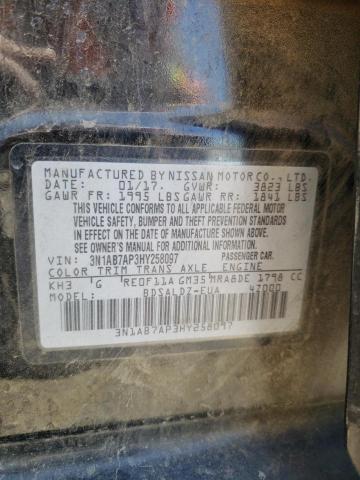 MANUFACTURED BY NISSAN MOTOR CO., LTD.
DATE: 01/17. GVWR: 3823 LBS
GAWR FR: 1995 LBS GAWR RR: 1841 LBS
THIS VEHICLE CONFORMS TO ALL APPLICABLE FEDERAL MOTOR
VEHICLE SAFETY, BUMPER AND THEFT PREVENTION STANDARDS
IN EFFECT ON THE DATE OF MANUFACTURE SHOWN ABOVE.
SEE OWNER'S MANUAL FOR ADDITIONAL INFORMATION.
VIN: 3N1AB7AP3HY258097 PASSENGER CAR.
COLOR TRIM TRANS AXLE ENGINE
KH3 G RE0F11A GM35 MRA8DE 1798 CC
MODEL: BDSALDZ-EUA 4Z000
3N1AB7AP3HY258097